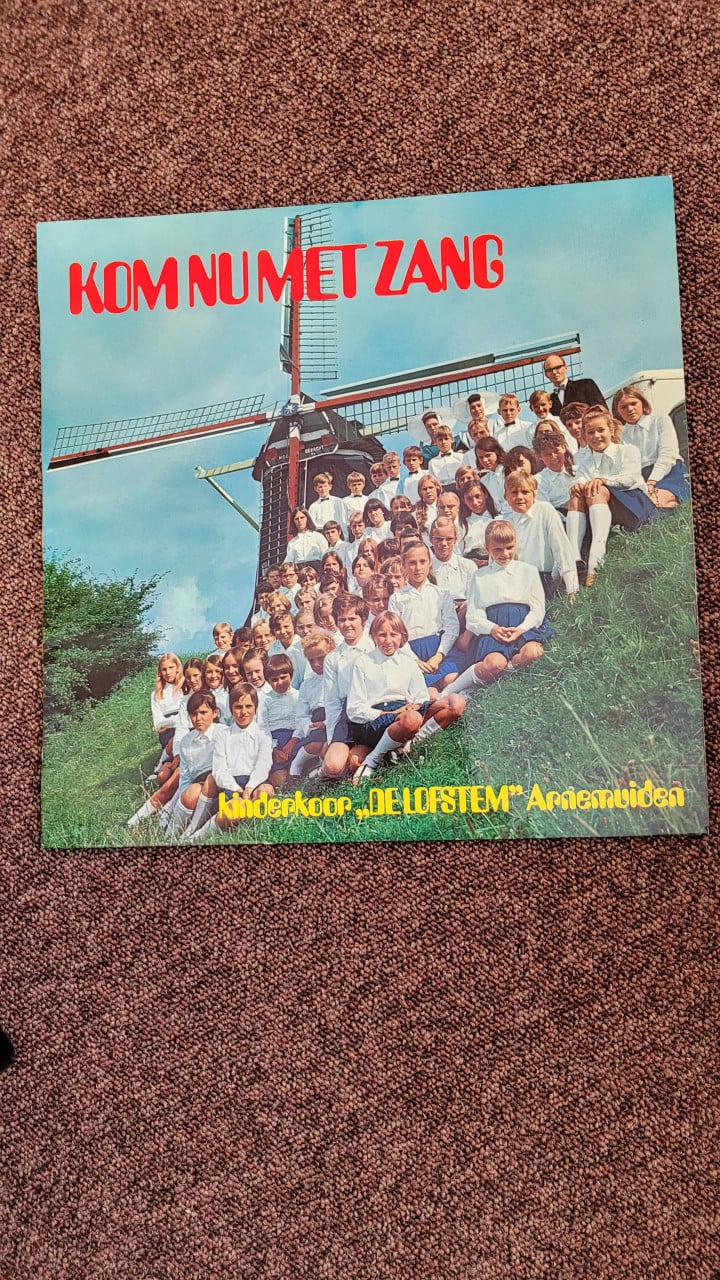 KOM NU MET ZANG
kinderkoor „DE LOFSTEM” Arnemuiden